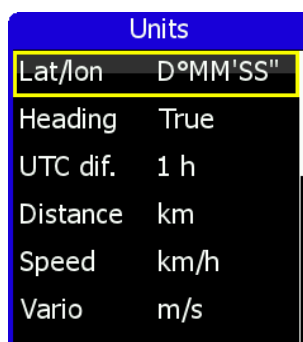 Units
Lat/lon D°MM'SS"
Heading True
UTC dif. 1 h
Distance km
Speed km/h
Vario m/s